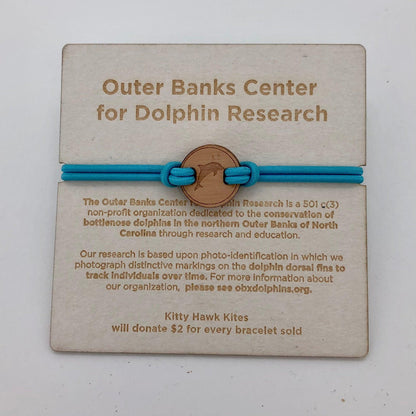 Outer Banks Center
for Dolphin Research
The Outer Banks Center Dolphin Research is a 501 c(3)
non-profit organization dedicated to the conservation of
bottlenose dolphins in the northern Outer Banks of North
Carolina through research and education.
Our research is based upon photo-identification in which we
photograph distinctive markings on the dolphin dorsal fins to
track individuals over time. For more information about
our organization, please see obxdolphins.org.
Kitty Hawk Kites
will donate $2 for every bracelet sold